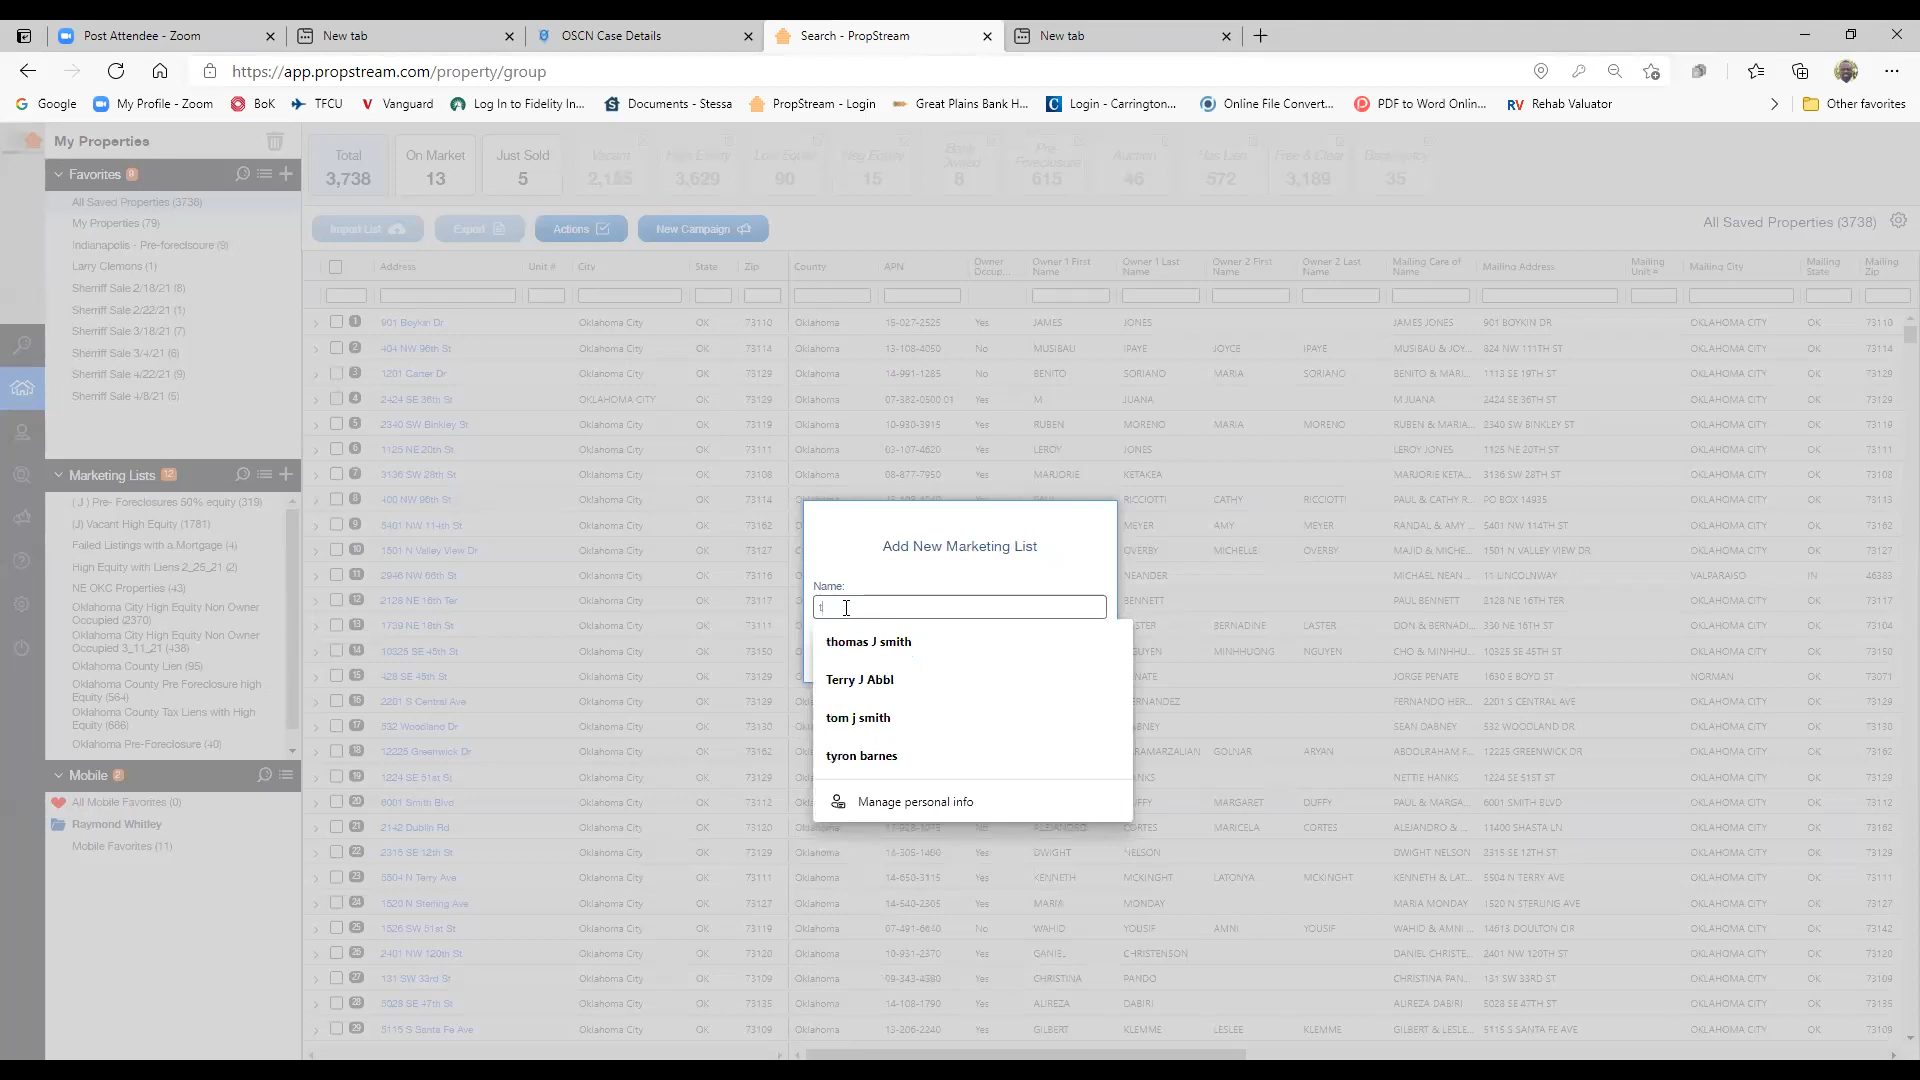 Post Attendee - Zoom
New tab
OSCN Case Details
Search - PropStream
New tab
https://app.propstream.com/property/group
Google
My Profile - Zoom
BoK
TFCU
Vanguard
Log In to Fidelity In...
Documents - Stessa
PropStream - Login
Great Plains Bank H...
Login - Carrington...
Online File Convert...
PDF to Word Onlin...
Rehab Valuator
Other favorites
My Properties
Favorites 9
All Saved Properties (3738)
My Properties (79)
Indianapolis - Pre-foreclosure (9)
Larry Clemons (1)
Sherriff Sale 2/18/21 (8)
Sherriff Sale 2/22/21 (1)
Sherriff Sale 3/18/21 (7)
Sherriff Sale 3/4/21 (6)
Sherriff Sale 4/22/21 (9)
Sherriff Sale 4/8/21 (5)
Marketing Lists 12
( J ) Pre- Foreclosures 50% equity (319)
(J) Vacant High Equity (1781)
Failed Listings with a Mortgage (4)
High Equity with Liens 2_25_21 (2)
NE OKC Properties (43)
Oklahoma City High Equity Non Owner
Occupied (2370)
Oklahoma City High Equity Non Owner
Occupied 3_11_21 (438)
Oklahoma County Lien (95)
Oklahoma County Pre Foreclosure high
Equity (564)
Oklahoma County Tax Liens with High
Equity (686)
Oklahoma Pre-Foreclosure (40)
Mobile 2
All Mobile Favorites (0)
Raymond Whitley
Mobile Favorites (11)
Total
3,738
On Market
13
Just Sold
5
Vacant
2,185
High Equity
3,629
Low Equity
90
Neg Equity
15
Bank
Owned
8
Pre-
Foreclosure
615
Auction
46
Has Lien
572
Free & Clear
3,189
Bankruptcy
35
Import List
Export
Actions
New Campaign
All Saved Properties (3738)
Address Unit # City State Zip County APN Owner Occup... Owner 1 First Name Owner 1 Last Name Owner 2 First Name Owner 2 Last Name Mailing Care of Name Mailing Address Mailing Unit # Mailing City Mailing State Mailing Zip
1 901 Boykin Dr Oklahoma City OK 73110 Oklahoma 15-027-2525 Yes JAMES JONES JAMES JONES 901 BOYKIN DR OKLAHOMA CITY OK 73110
2 404 NW 96th St Oklahoma City OK 73114 Oklahoma 13-108-4050 No MUSIBAU IPAYE JOYCE IPAYE MUSIBAU & JOY... 824 NW 111TH ST OKLAHOMA CITY OK 73114
3 1201 Carter Dr Oklahoma City OK 73129 Oklahoma 14-991-1285 No BENITO SORIANO MARIA SORIANO BENITO & MARI... 1113 SE 19TH ST OKLAHOMA CITY OK 73129
4 2424 SE 36th St OKLAHOMA CITY OK 73129 Oklahoma 07-382-0500 01 Yes M JUANA M JUANA 2424 SE 36TH ST OKLAHOMA CITY OK 73129
5 2340 SW Binkley St Oklahoma City OK 73119 Oklahoma 10-930-3915 Yes RUBEN MORENO MARIA MORENO RUBEN & MARIA... 2340 SW BINKLEY ST OKLAHOMA CITY OK 73119
6 1125 NE 20th St Oklahoma City OK 73111 Oklahoma 03-107-4620 Yes LEROY JONES LEROY JONES 1125 NE 20TH ST OKLAHOMA CITY OK 73111
7 3136 SW 28th St Oklahoma City OK 73108 Oklahoma 08-877-7950 Yes MARJORIE KETAKEA MARJORIE KETA... 3136 SW 28TH ST OKLAHOMA CITY OK 73108
8 400 NW 96th St Oklahoma City OK 73114 RICCIOTTI CATHY RICCIOTTI PAUL & CATHY R... PO BOX 14935 OKLAHOMA CITY OK 73113
9 5401 NW 114th St Oklahoma City OK 73162 MEYER AMY MEYER RANDAL & AMY ... 5401 NW 114TH ST OKLAHOMA CITY OK 73162
10 1501 N Valley View Dr Oklahoma City OK 73127 OVERBY MICHELLE OVERBY MAJID & MICHE... 1501 N VALLEY VIEW DR OKLAHOMA CITY OK 73127
11 2946 NW 66th St Oklahoma City OK 73116 NEANDER MICHAEL NEAN... 11 LINCOLNWAY VALPARAISO IN 46383
12 2128 NE 16th Ter Oklahoma City OK 73117 BENNETT PAUL BENNETT 2128 NE 16TH TER OKLAHOMA CITY OK 73117
13 1739 NE 18th St Oklahoma City OK 73111 BERNADINE LASTER DON & BERNADI... 330 NE 16TH ST OKLAHOMA CITY OK 73104
14 10325 SE 45th St Oklahoma City OK 73150 MINHHUONG NGUYEN CHO & MINHHU... 10325 SE 45TH ST OKLAHOMA CITY OK 73150
15 428 SE 45th St Oklahoma City OK 73129 JORGE PENATE 1630 E BOYD ST NORMAN OK 73071
16 2201 S Central Ave Oklahoma City OK 73129 FERNANDO HER... 2201 S CENTRAL AVE OKLAHOMA CITY OK 73129
17 532 Woodland Dr Oklahoma City OK 73130 SEAN DABNEY 532 WOODLAND DR OKLAHOMA CITY OK 73130
18 12225 Greenwick Dr Oklahoma City OK 73162 GOLNAR ARYAN ABDOLRAHAM F... 12225 GREENWICK DR OKLAHOMA CITY OK 73162
19 1224 SE 51st St Oklahoma City OK 73129 NETTIE HANKS 1224 SE 51ST ST OKLAHOMA CITY OK 73129
20 6001 Smith Blvd Oklahoma City OK 73112 MARGARET DUFFY PAUL & MARGA... 6001 SMITH BLVD OKLAHOMA CITY OK 73112
21 2142 Dublin Rd Oklahoma City OK 73120 Oklahoma No ALEJANDRO CORTES MARICELA CORTES ALEJANDRO & ... 11400 SHASTA LN OKLAHOMA CITY OK 73162
22 2315 SE 12th St Oklahoma City OK 73129 Oklahoma 14-305-1490 Yes DWIGHT NELSON DWIGHT NELSON 2315 SE 12TH ST OKLAHOMA CITY OK 73129
23 5504 N Terry Ave Oklahoma City OK 73111 Oklahoma 14-650-3115 Yes KENNETH MCKINGHT LATONYA MCKINGHT KENNETH & LAT... 5504 N TERRY AVE OKLAHOMA CITY OK 73111
24 1520 N Sterling Ave Oklahoma City OK 73127 Oklahoma 14-540-2305 Yes MARIA MONDAY MARIA MONDAY 1520 N STERLING AVE OKLAHOMA CITY OK 73127
25 1526 SW 51st St Oklahoma City OK 73119 Oklahoma 07-491-6640 No WAHID YOUSIF AMNI YOUSIF WAHID & AMNI ... 14613 DOULTON CIR OKLAHOMA CITY OK 73142
26 2401 NW 120th St Oklahoma City OK 73120 Oklahoma 10-931-2370 Yes DANIEL CHRISTENSON DANIEL CHRISTE... 2401 NW 120TH ST OKLAHOMA CITY OK 73120
27 131 SW 33rd St Oklahoma City OK 73109 Oklahoma 09-343-4580 Yes CHRISTINA PANDO CHRISTINA PAN... 131 SW 33RD ST OKLAHOMA CITY OK 73109
28 5028 SE 47th St Oklahoma City OK 73135 Oklahoma 14-108-1790 Yes ALIREZA DABIRI ALIREZA DABIRI 5028 SE 47TH ST OKLAHOMA CITY OK 73135
29 5115 S Santa Fe Ave Oklahoma City OK 73109 Oklahoma 13-206-2240 Yes GILBERT KLEMME LESLEE KLEMME GILBERT & LESLE... 5115 S SANTA FE AVE OKLAHOMA CITY OK 73109
Add New Marketing List
Name:
t
thomas J smith
Terry J Abbl
tom j smith
tyron barnes
Manage personal info